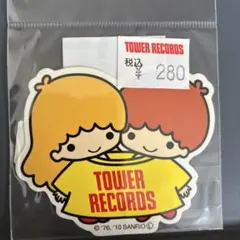 TOWER RECORDS
税込
¥ 280
TOWER
RECORDS
© '76, '10 SANRIO Ⓛ